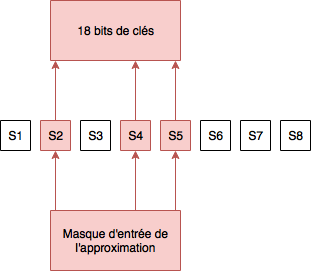 18 bits de clés
S1 S2 S3 S4 S5 S6 S7 S8
Masque d'entrée de
l'approximation